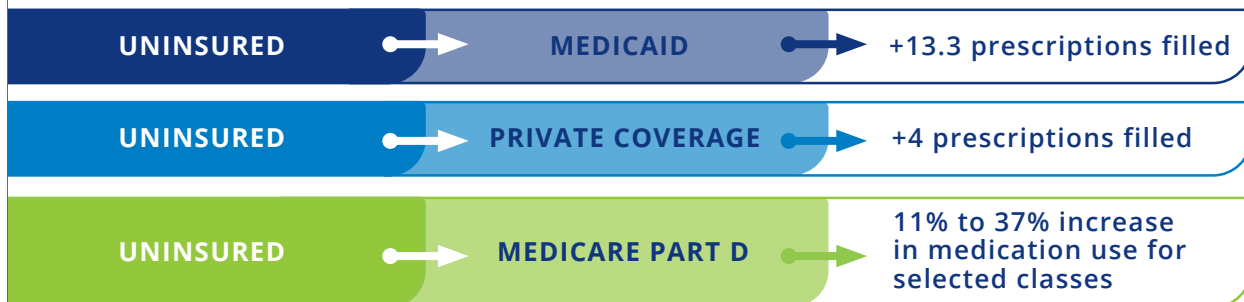 UNINSURED MEDICAID +13.3 prescriptions filled
UNINSURED PRIVATE COVERAGE +4 prescriptions filled
UNINSURED MEDICARE PART D 11% to 37% increase
in medication use for
selected classes